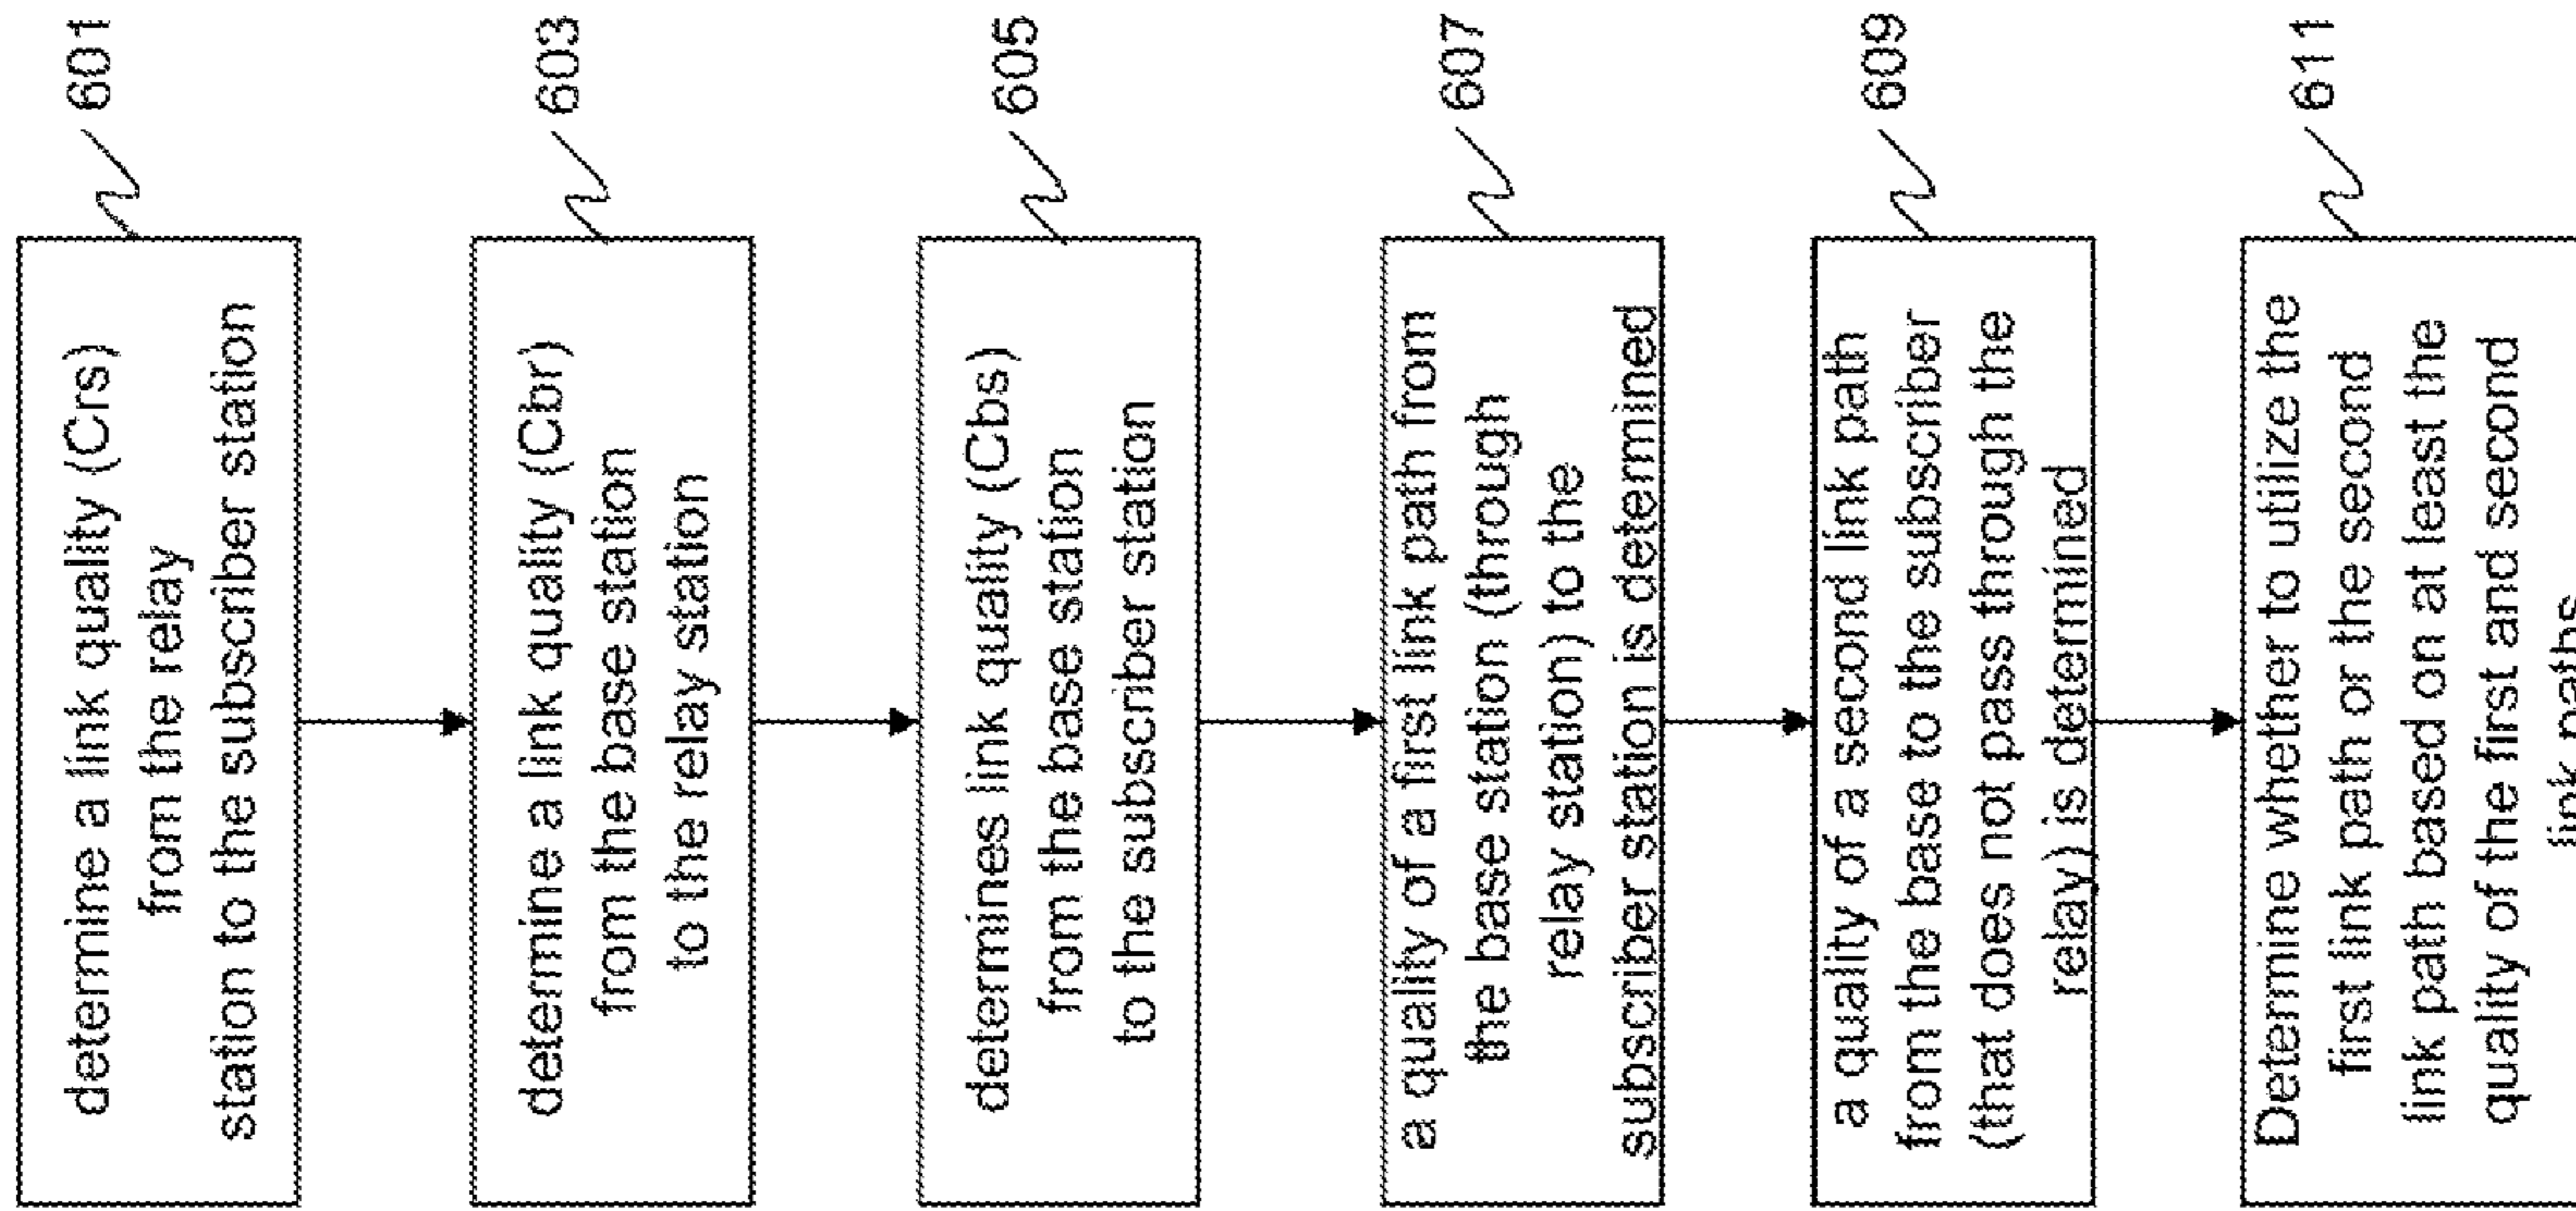 determine a link quality (Crs)
from the relay
station to the subscriber station
601
determine a link quality (Cbr)
from the base station
to the relay station
603
determines link quality (Cbs)
from the base station
to the subscriber station
605
a quality of a first link path from
the base station (through
relay station) to the
subscriber station is determined
607
a quality of a second link path
from the base to the subscriber
(that does not pass through the
relay) is determined
609
Determine whether to utilize the
first link path or the second
link path based on at least the
quality of the first and second
link paths
611